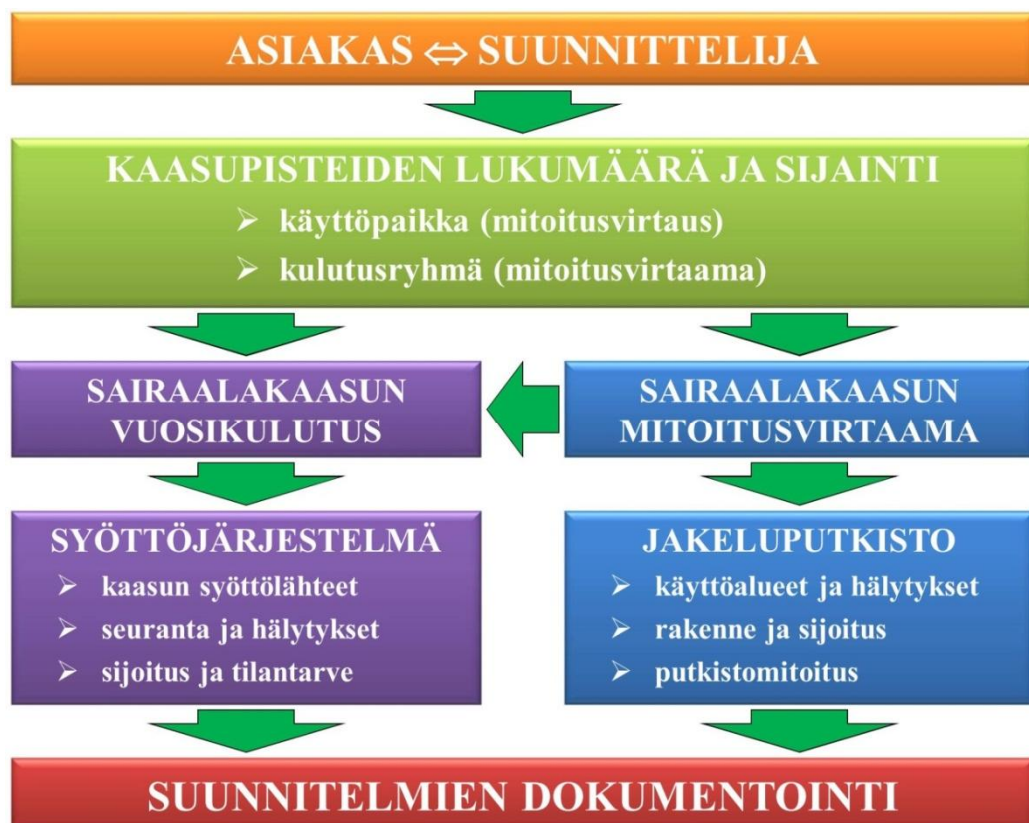 ASIAKAS ⇔ SUUNNITTELIJA
KAASUPISTEIDEN LUKUMÄÄRÄ JA SIJAINTI
➢ käyttöpaikka (mitoitusvirtaus)
➢ kulutusryhmä (mitoitusvirtaama)
SAIRAALAKAASUN
VUOSIKULUTUS
SAIRAALAKAASUN
MITOITUSVIRTAAMA
SYÖTTÖJÄRJESTELMÄ
➢ kaasun syöttölähteet
➢ seuranta ja hälytykset
➢ sijoitus ja tilantarve
JAKELUPUTKISTO
➢ käyttöalueet ja hälytykset
➢ rakenne ja sijoitus
➢ putkistomitoitus
SUUNNITELMIEN DOKUMENTOINTI